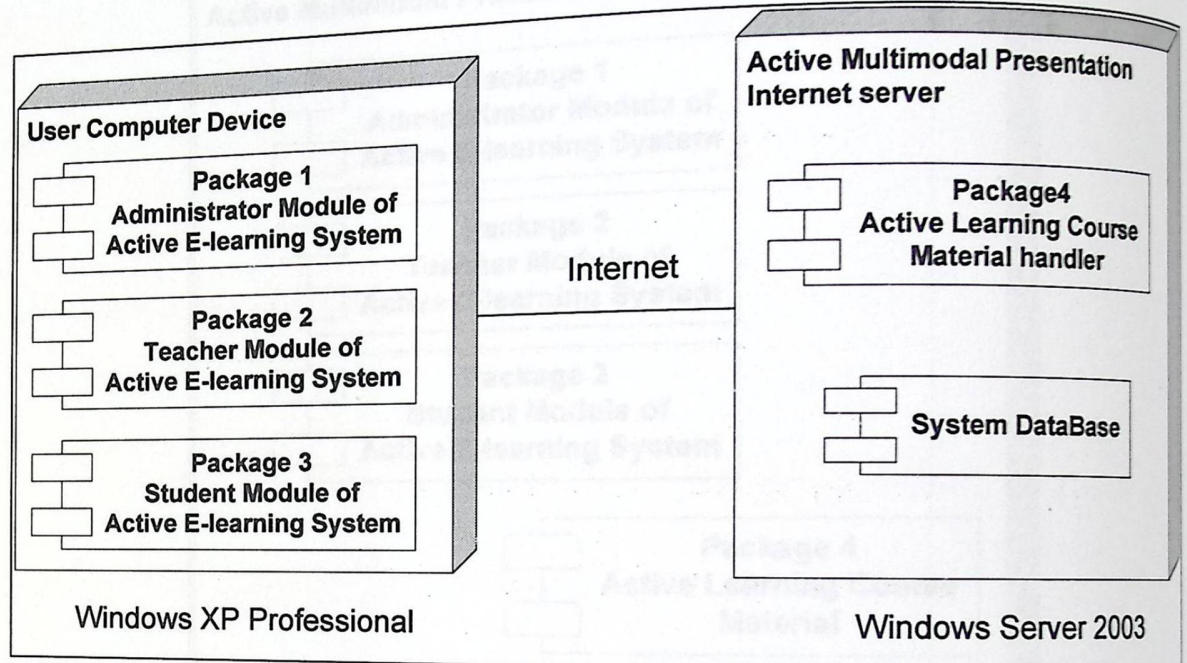 User Computer Device
Package 1
Administrator Module of
Active E-learning System
Package 2
Teacher Module of
Active E-learning System
Package 3
Student Module of
Active E-learning System
Windows XP Professional
Internet
Active Multimodal Presentation
Internet server
Package4
Active Learning Course
Material handler
System DataBase
Windows Server 2003